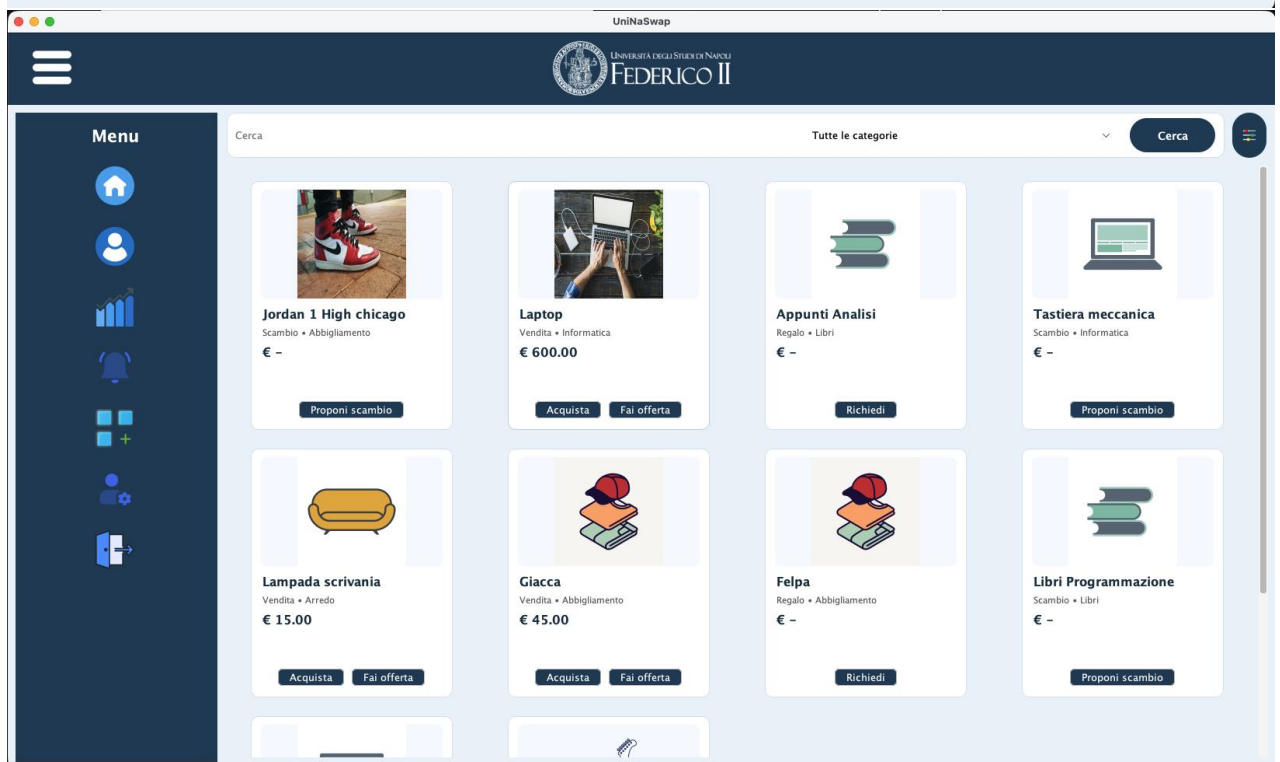 UniNaSwap
UNIVERSITÀ DEGLI STUDI DI NAPOLI
FEDERICO II
Menu
Cerca
Tutte le categorie
Cerca
Jordan 1 High chicago
Scambio • Abbigliamento
€ –
Proponi scambio
Laptop
Vendita • Informatica
€ 600.00
Acquista
Fai offerta
Appunti Analisi
Regalo • Libri
€ –
Richiedi
Tastiera meccanica
Scambio • Informatica
€ –
Proponi scambio
Lampada scrivania
Vendita • Arredo
€ 15.00
Acquista
Fai offerta
Giacca
Vendita • Abbigliamento
€ 45.00
Acquista
Fai offerta
Felpa
Regalo • Abbigliamento
€ –
Richiedi
Libri Programmazione
Scambio • Libri
€ –
Proponi scambio